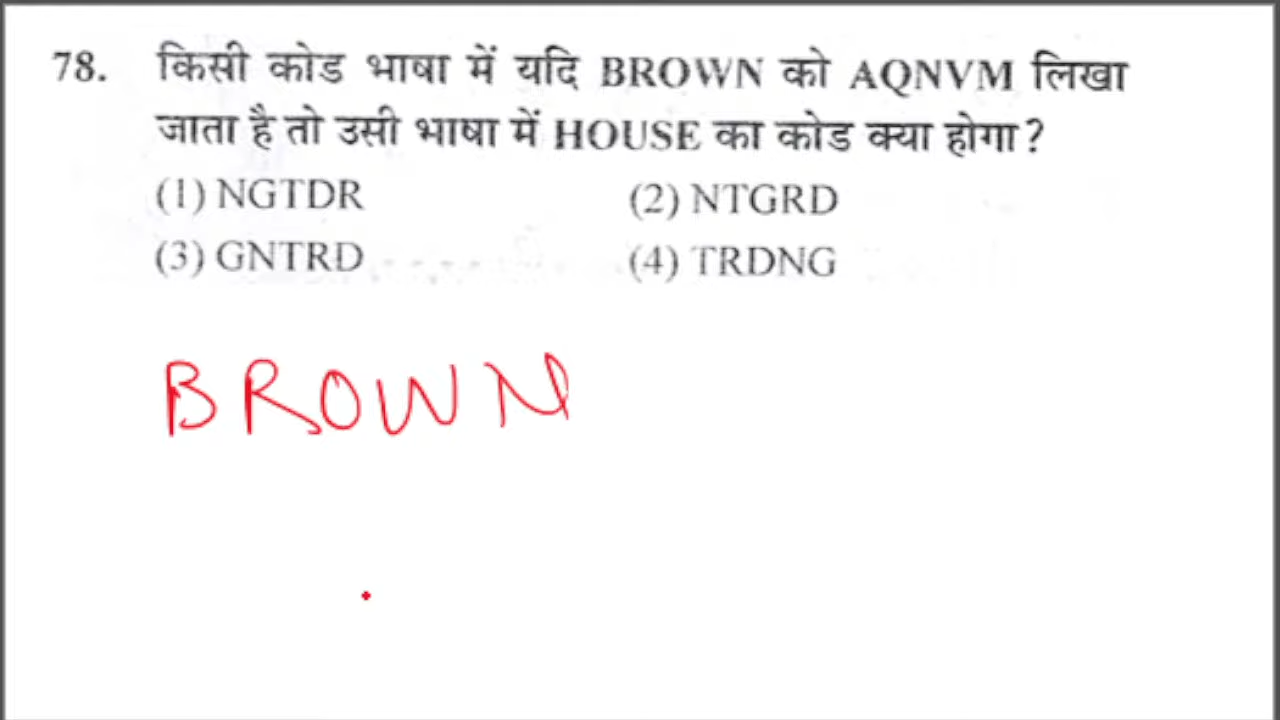 78. किसी कोड भाषा में यदि BROWN को AQNVM लिखा
जाता है तो उसी भाषा में HOUSE का कोड क्या होगा?
(1) NGTDR (2) NTGRD
(3) GNTRD (4) TRDNG
BROWN